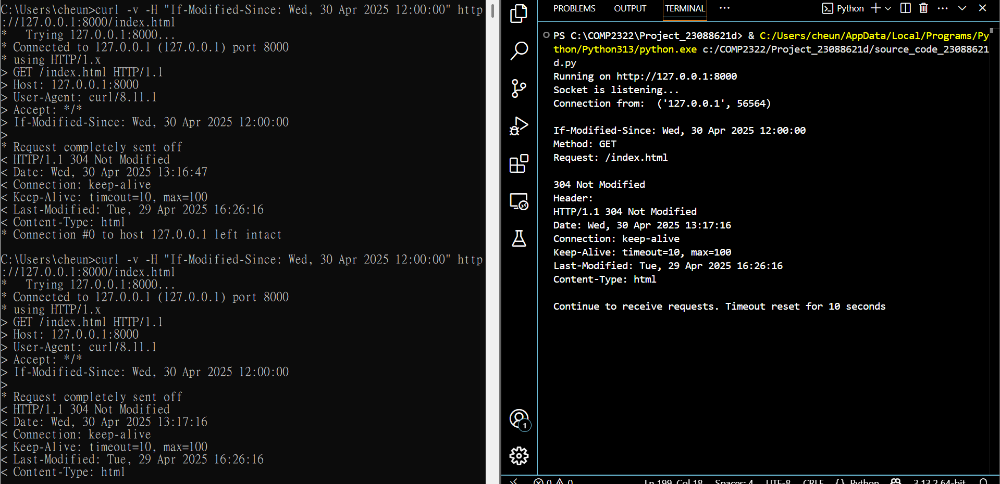 C:\Users\cheun>curl -v -H "If-Modified-Since: Wed, 30 Apr 2025 12:00:00" http
://127.0.0.1:8000/index.html
*   Trying 127.0.0.1:8000...
* Connected to 127.0.0.1 (127.0.0.1) port 8000
* using HTTP/1.x
> GET /index.html HTTP/1.1
> Host: 127.0.0.1:8000
> User-Agent: curl/8.11.1
> Accept: */*
> If-Modified-Since: Wed, 30 Apr 2025 12:00:00
>
* Request completely sent off
< HTTP/1.1 304 Not Modified
< Date: Wed, 30 Apr 2025 13:16:47
< Connection: keep-alive
< Keep-Alive: timeout=10, max=100
< Last-Modified: Tue, 29 Apr 2025 16:26:16
< Content-Type: html
* Connection #0 to host 127.0.0.1 left intact
C:\Users\cheun>curl -v -H "If-Modified-Since: Wed, 30 Apr 2025 12:00:00" http
://127.0.0.1:8000/index.html
*   Trying 127.0.0.1:8000...
* Connected to 127.0.0.1 (127.0.0.1) port 8000
* using HTTP/1.x
> GET /index.html HTTP/1.1
> Host: 127.0.0.1:8000
> User-Agent: curl/8.11.1
> Accept: */*
> If-Modified-Since: Wed, 30 Apr 2025 12:00:00
>
* Request completely sent off
< HTTP/1.1 304 Not Modified
< Date: Wed, 30 Apr 2025 13:17:16
< Connection: keep-alive
< Keep-Alive: timeout=10, max=100
< Last-Modified: Tue, 29 Apr 2025 16:26:16
< Content-Type: html
PROBLEMS OUTPUT TERMINAL ··· Python
PS C:\COMP2322\Project_23088621d> & C:/Users/cheun/AppData/Local/Programs/Py
thon/Python313/python.exe c:/COMP2322/Project_23088621d/source_code_23088621
d.py
Running on http://127.0.0.1:8000
Socket is listening...
Connection from:  ('127.0.0.1', 56564)
If-Modified-Since: Wed, 30 Apr 2025 12:00:00
Method: GET
Request: /index.html
304 Not Modified
Header:
HTTP/1.1 304 Not Modified
Date: Wed, 30 Apr 2025 13:17:16
Connection: keep-alive
Keep-Alive: timeout=10, max=100
Last-Modified: Tue, 29 Apr 2025 16:26:16
Content-Type: html
Continue to receive requests. Timeout reset for 10 seconds
1
0 0 Ln 199, Col 18 Spaces: 4 UTF-8 CRLF {} Python 3.13.2 64-bit